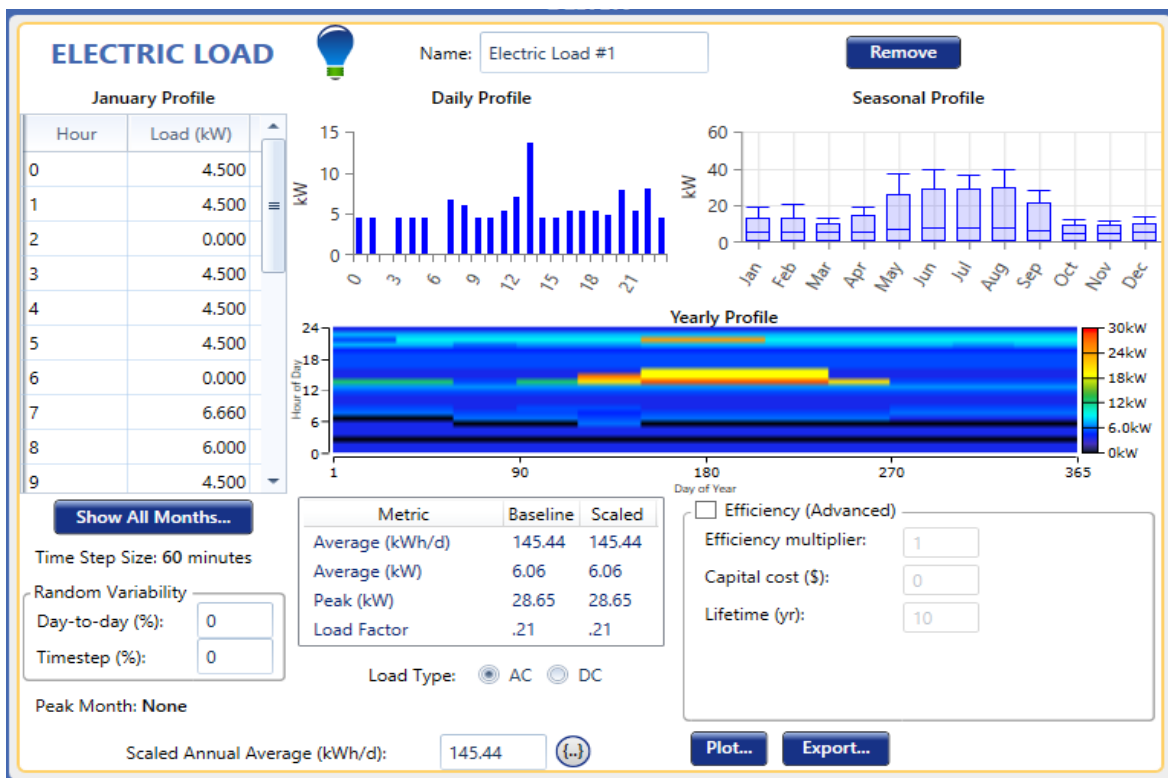 ELECTRIC LOAD
Name: Electric Load #1
Remove
January Profile
Hour Load (kW)
0 4.500
1 4.500
2 0.000
3 4.500
4 4.500
5 4.500
6 0.000
7 6.660
8 6.000
9 4.500
Show All Months...
Time Step Size: 60 minutes
Random Variability
Day-to-day (%): 0
Timestep (%): 0
Peak Month: None
Daily Profile
kW
15
10
5
0
0 3 6 9 12 15 18 21
Seasonal Profile
kW
60
40
20
0
Jan Feb Mar Apr May Jun Jul Aug Sep Oct Nov Dec
Yearly Profile
Hour of Day
24
18
12
6
0
1 90 180 270 365
Day of Year
30kW
24kW
18kW
12kW
6.0kW
0kW
Metric Baseline Scaled
Average (kWh/d) 145.44 145.44
Average (kW) 6.06 6.06
Peak (kW) 28.65 28.65
Load Factor .21 .21
Load Type: AC DC
Efficiency (Advanced)
Efficiency multiplier: 1
Capital cost ($): 0
Lifetime (yr): 10
Scaled Annual Average (kWh/d): 145.44 {..}
Plot... Export...